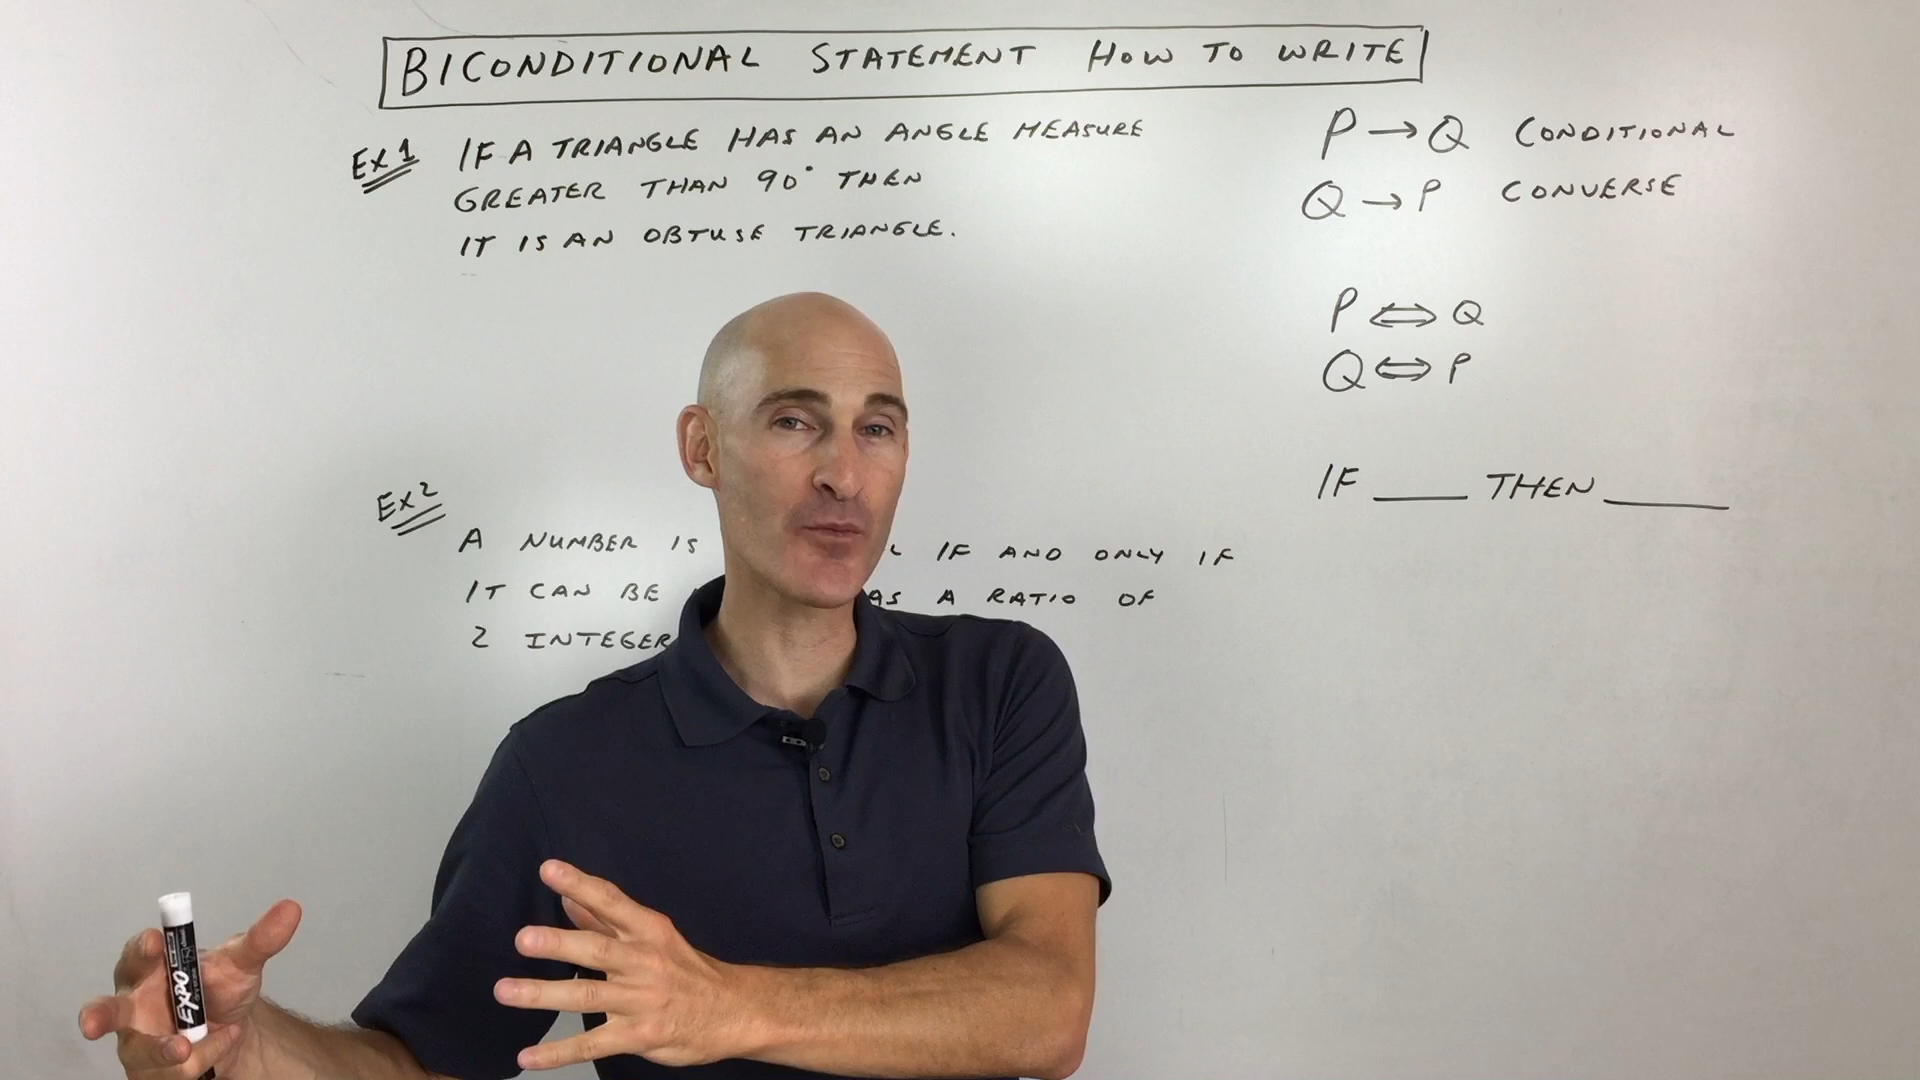 BICONDITIONAL STATEMENT HOW TO WRITE
Ex 1 IF A TRIANGLE HAS AN ANGLE MEASURE
GREATER THAN 90° THEN
IT IS AN OBTUSE TRIANGLE.
P → Q CONDITIONAL
Q → P CONVERSE
P ⇔ Q
Q ⇔ P
IF ____ THEN ____
Ex 2
A NUMBER IS L IF AND ONLY IF
IT CAN BE AS A RATIO OF
2 INTEGER
EXPO